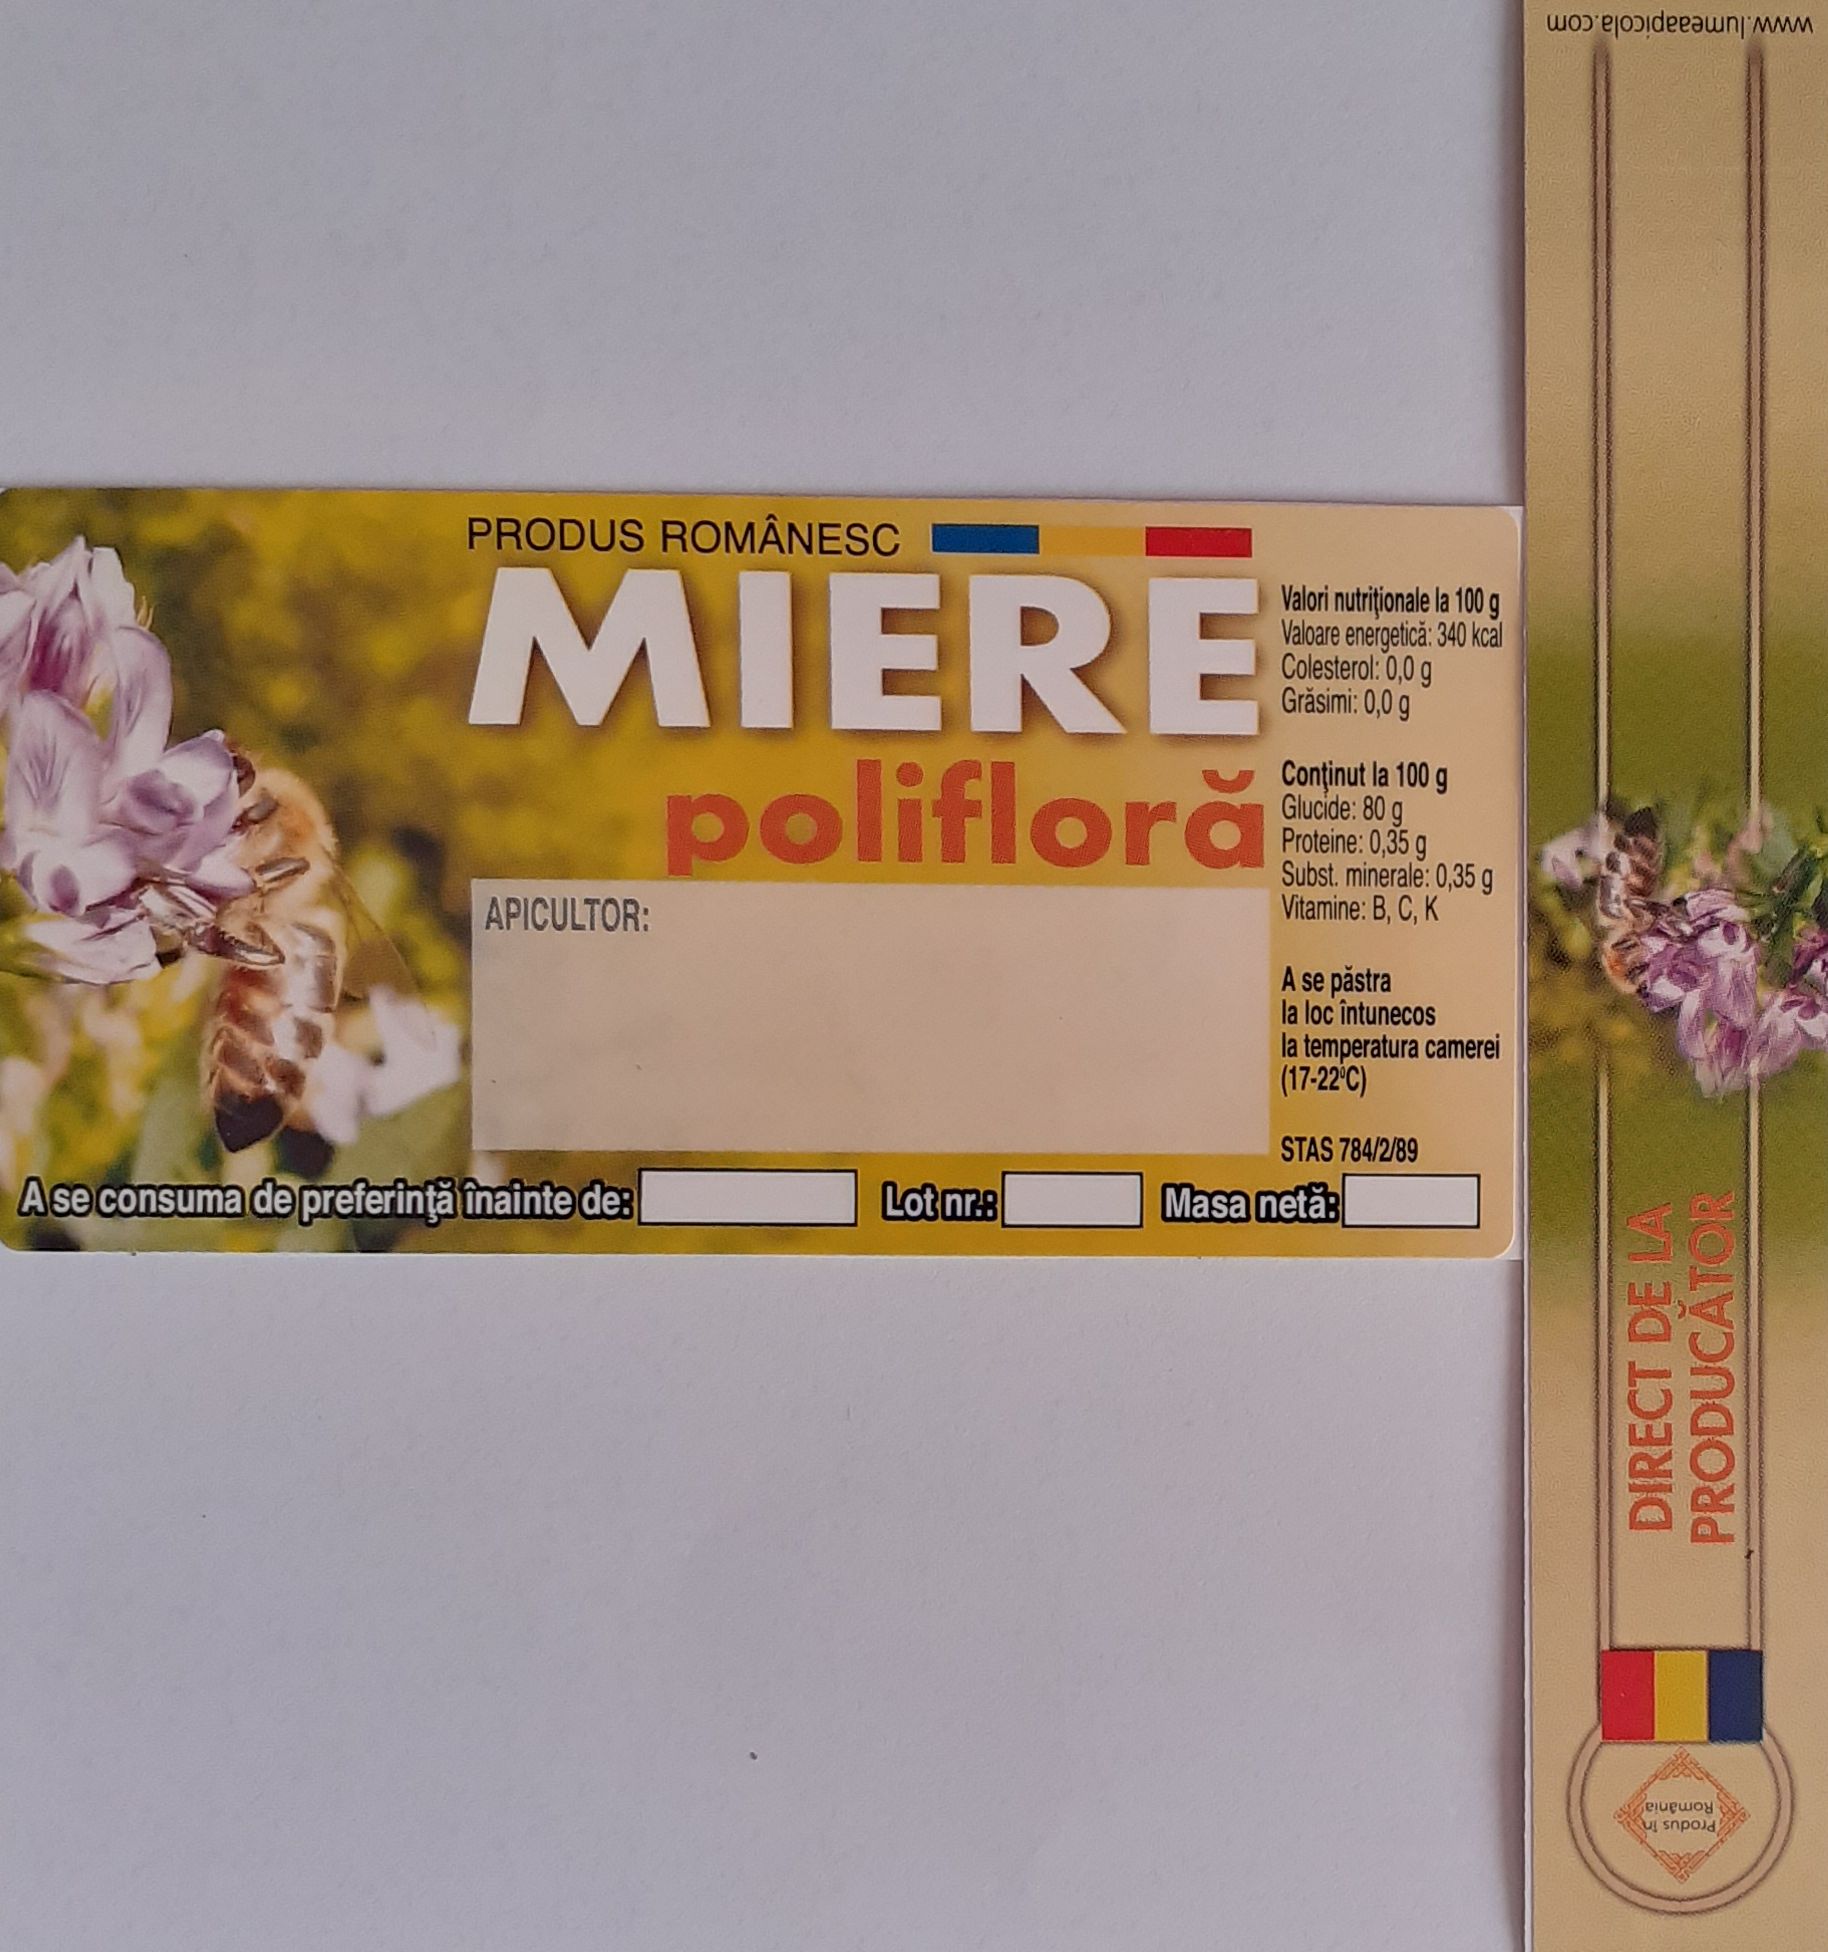 PRODUS ROMÂNESC
MIERE
polifloră
APICULTOR:
Valori nutriţionale la 100 g
Valoare energetică: 340 kcal
Colesterol: 0,0 g
Grăsimi: 0,0 g
Conţinut la 100 g
Glucide: 80 g
Proteine: 0,35 g
Subst. minerale: 0,35 g
Vitamine: B, C, K
A se păstra
la loc întunecos
la temperatura camerei
(17-22°C)
STAS 784/2/89
A se consuma de preferinţă înainte de:
Lot nr.:
Masa netă:
www.lumeaapicola.com
DIRECT DE LA
PRODUCĂTOR
Produs în
România